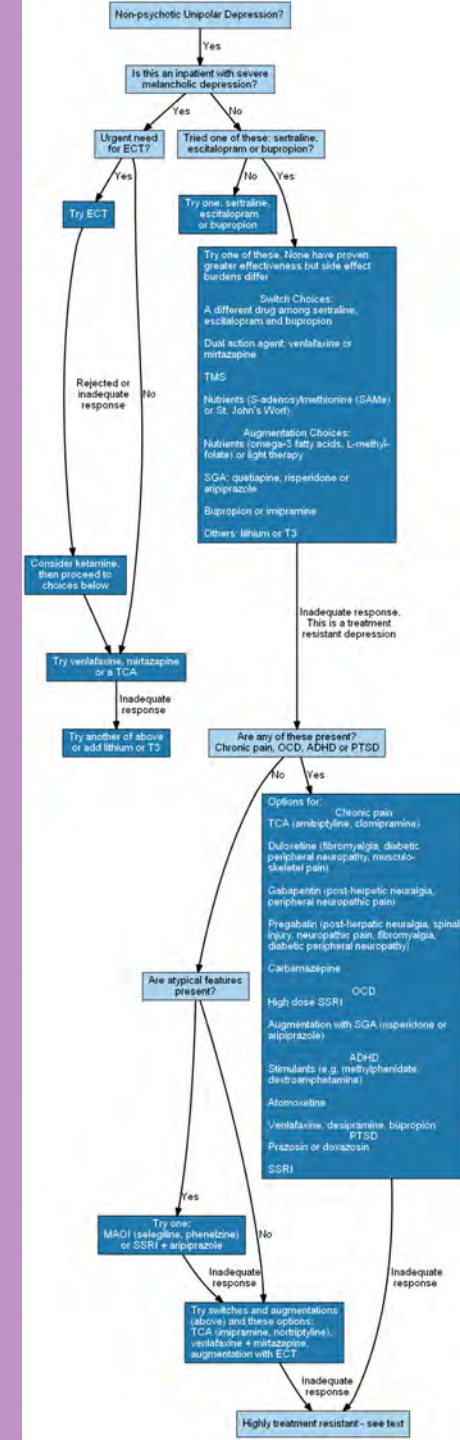 Non-psychotic Unipolar Depression?
Yes
Is this an inpatient with severe
melancholic depression?
Yes
No
Urgent need
for ECT?
Tried one of these: sertraline,
escitalopram or bupropion?
Yes
No
Yes
Try ECT
Try one: sertraline,
escitalopram
or bupropion
Try one of these. None have proven
greater effectiveness but side effect
burdens differ
Switch Choices:
A different drug among sertraline,
escitalopram and bupropion
Dual action agent: venlafaxine or
mirtazapine
TMS
Nutrients (S-adenosylmethionine (SAMe)
or St. John's Wort)
Augmentation Choices:
Nutrients (omega-3 fatty acids, L-methyl-
folate) or light therapy
SGA: quetiapine, risperidone or
aripiprazole
Bupropion or imipramine
Others: lithium or T3
Rejected or
inadequate
response
No
Consider ketamine,
then proceed to
choices below
Inadequate response.
This is a treatment
resistant depression
Try venlafaxine, mirtazapine
or a TCA
Inadequate
response
Try another of above
or add lithium or T3
Are any of these present?
Chronic pain, OCD, ADHD or PTSD
No
Yes
Options for:
Chronic pain
TCA (amitriptyline, clomipramine)
Duloxetine (fibromyalgia, diabetic
peripheral neuropathy, musculo-
skeletal pain)
Gabapentin (post-herpetic neuralgia,
peripheral neuropathic pain)
Pregabalin (post-herpatic neuralgia, spinal
injury, neuropathic pain, fibromyalgia,
diabetic peripheral neuropathy)
Carbamazepine
OCD
High dose SSRI
Augmentation with SGA (risperidone or
aripiprazole)
ADHD
Stimulants (e.g. methylphenidate,
dextroamphetamine)
Atomoxetine
Venlafaxine, desipramine, bupropion
PTSD
Prazosin or doxazosin
SSRI
Are atypical features
present?
Yes
No
Try one:
MAOI (selegiline, phenelzine)
or SSRI + aripiprazole
Inadequate
response
Inadequate
response
Try switches and augmentations
(above) and these options:
TCA (imipramine, nortriptyline),
venlafaxine + mirtazapine,
augmentation with ECT
Inadequate
response
Highly treatment resistant - see text